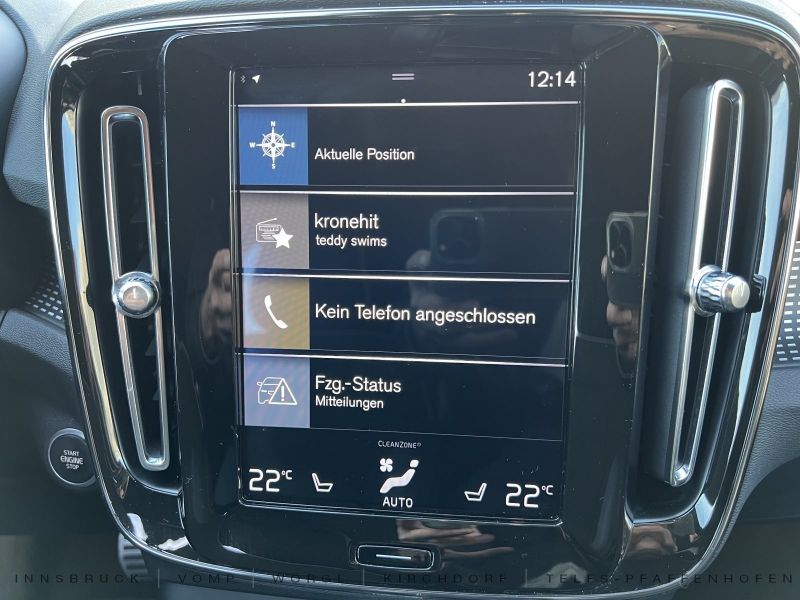 12:14
N
W E
S
Aktuelle Position
kronehit
teddy swims
Kein Telefon angeschlossen
Fzg.-Status
Mitteilungen
START
ENGINE
STOP
CLEANZONE
22°C
AUTO
22°C
INNSBRUCK | VOMP | WÖRGL | KIRCHDORF | TELFS-PFAFFENHOFEN